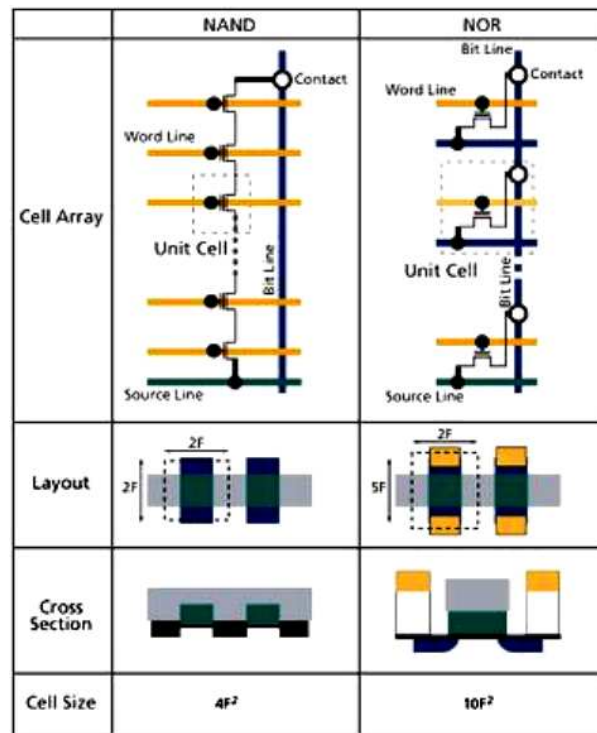 NAND
NOR
Cell Array
Contact
Word Line
Unit Cell
Bit Line
Source Line
Bit Line
Contact
Word Line
Unit Cell
Bit Line
Source Line
Layout
2F
2F
2F
5F
Cross
Section
Cell Size
4F²
10F²